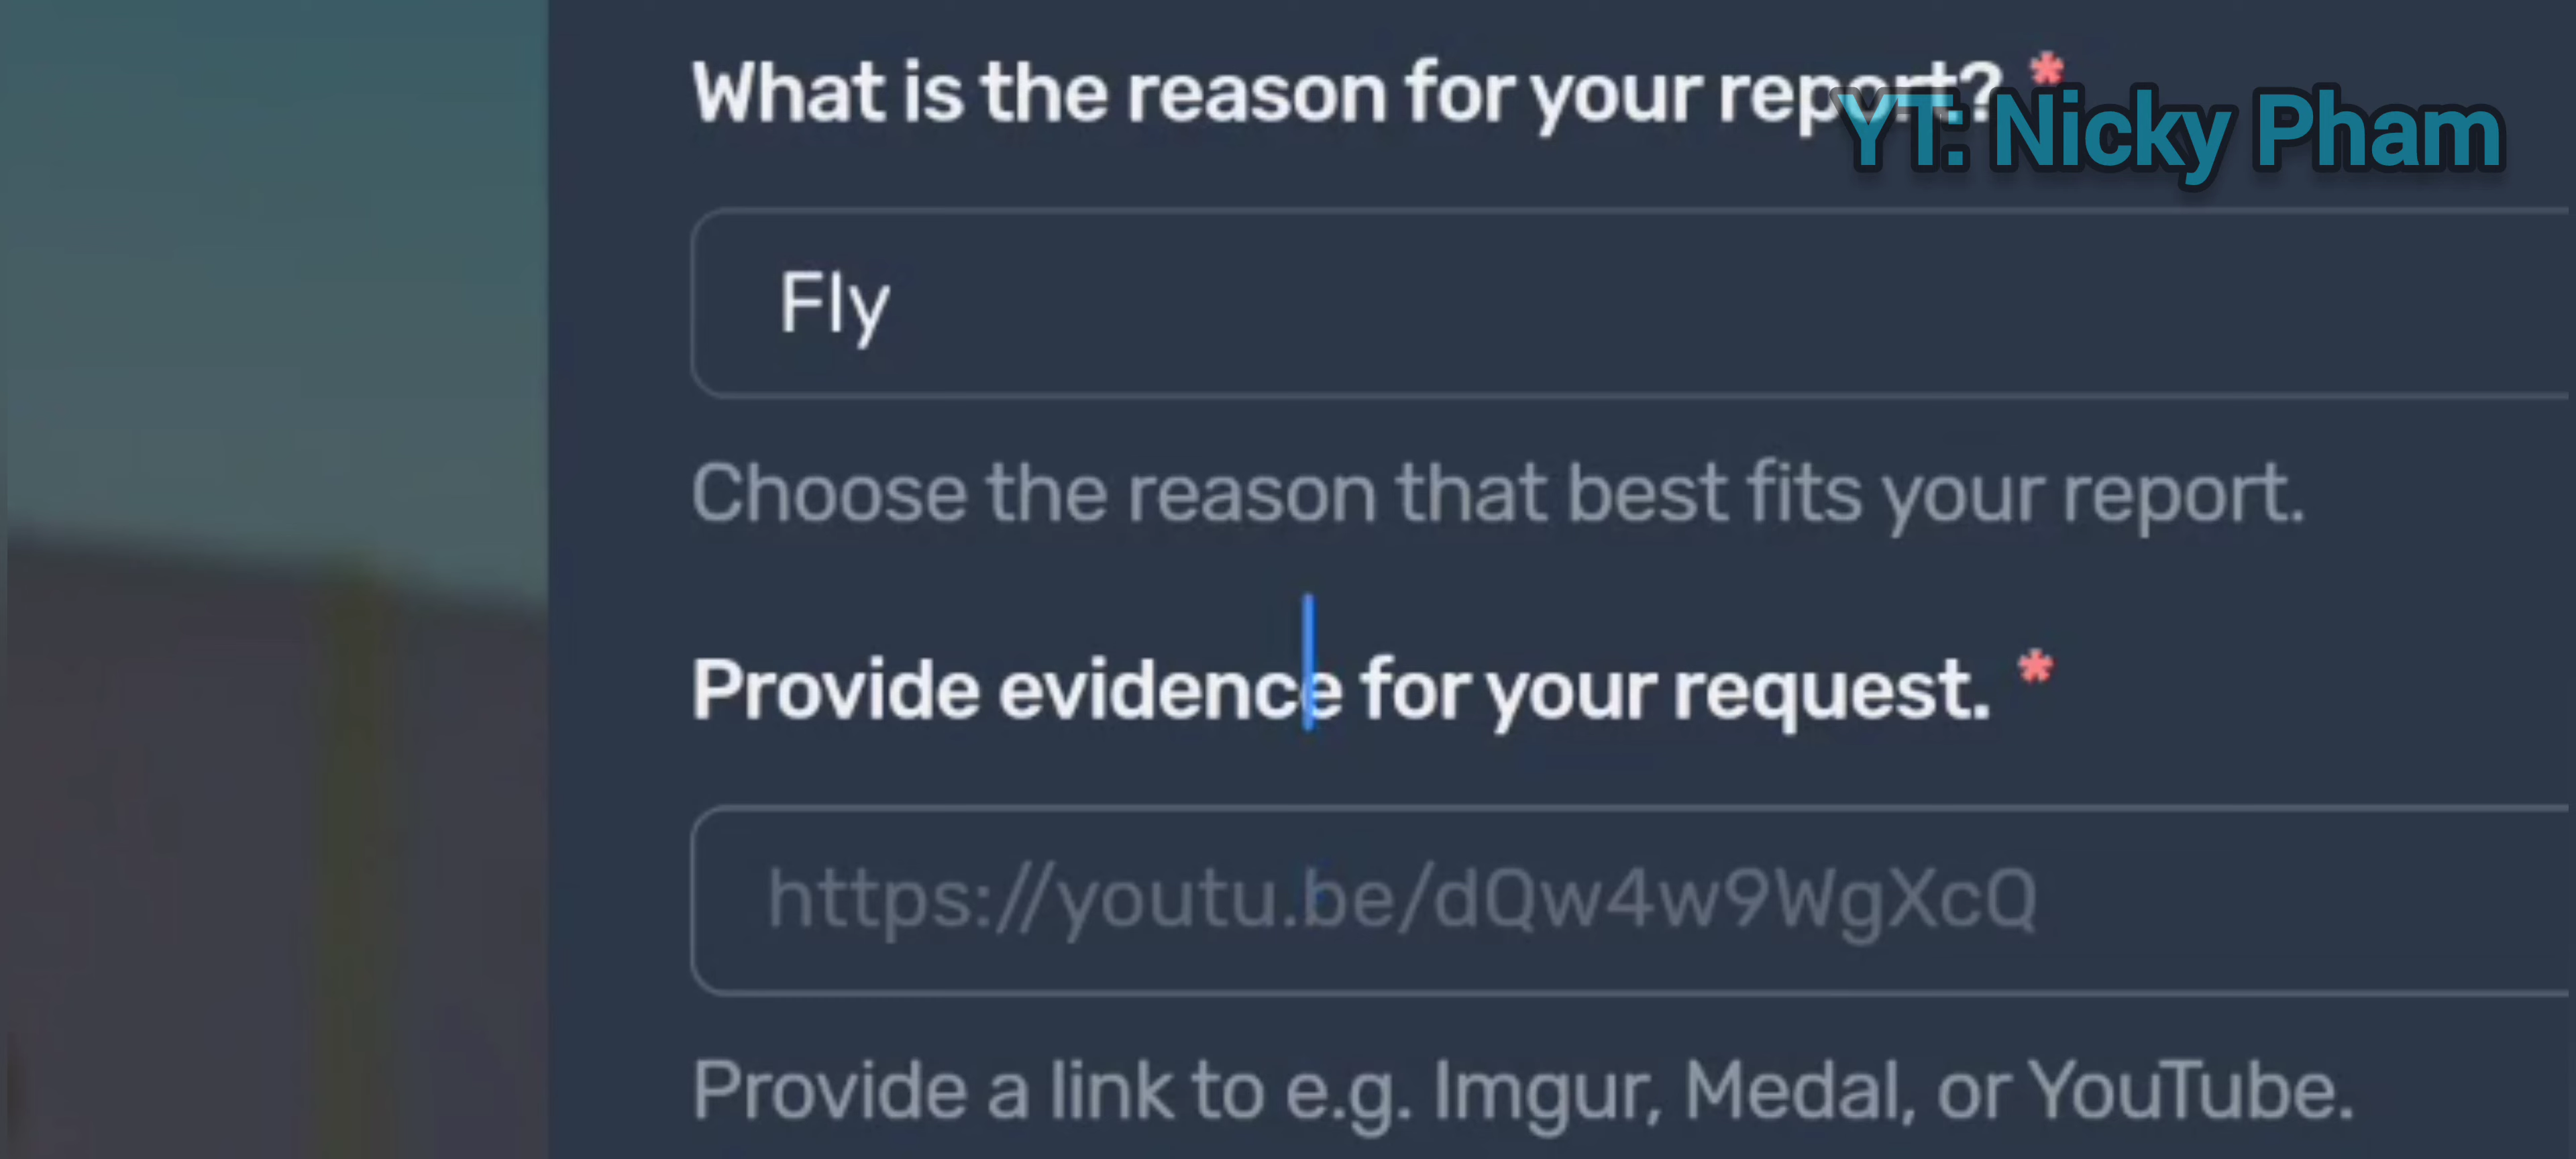 What is the reason for your report? *
YT: Nicky Pham
Fly
Choose the reason that best fits your report.
Provide evidence for your request. *
https://youtu.be/dQw4w9WgXcQ
Provide a link to e.g. Imgur, Medal, or YouTube.